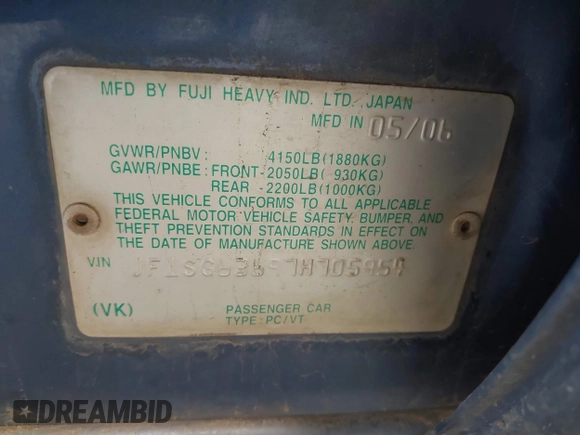 MFD BY FUJI HEAVY IND. LTD. JAPAN
MFD IN 05/06
GVWR/PNBV: 4150LB(1880KG)
GAWR/PNBE: FRONT-2050LB( 930KG)
REAR -2200LB(1000KG)
THIS VEHICLE CONFORMS TO ALL APPLICABLE
FEDERAL MOTOR VEHICLE SAFETY, BUMPER, AND
THEFT PREVENTION STANDARDS IN EFFECT ON
THE DATE OF MANUFACTURE SHOWN ABOVE.
VIN
(VK) PASSENGER CAR
TYPE:PC/VT
DREAMBID